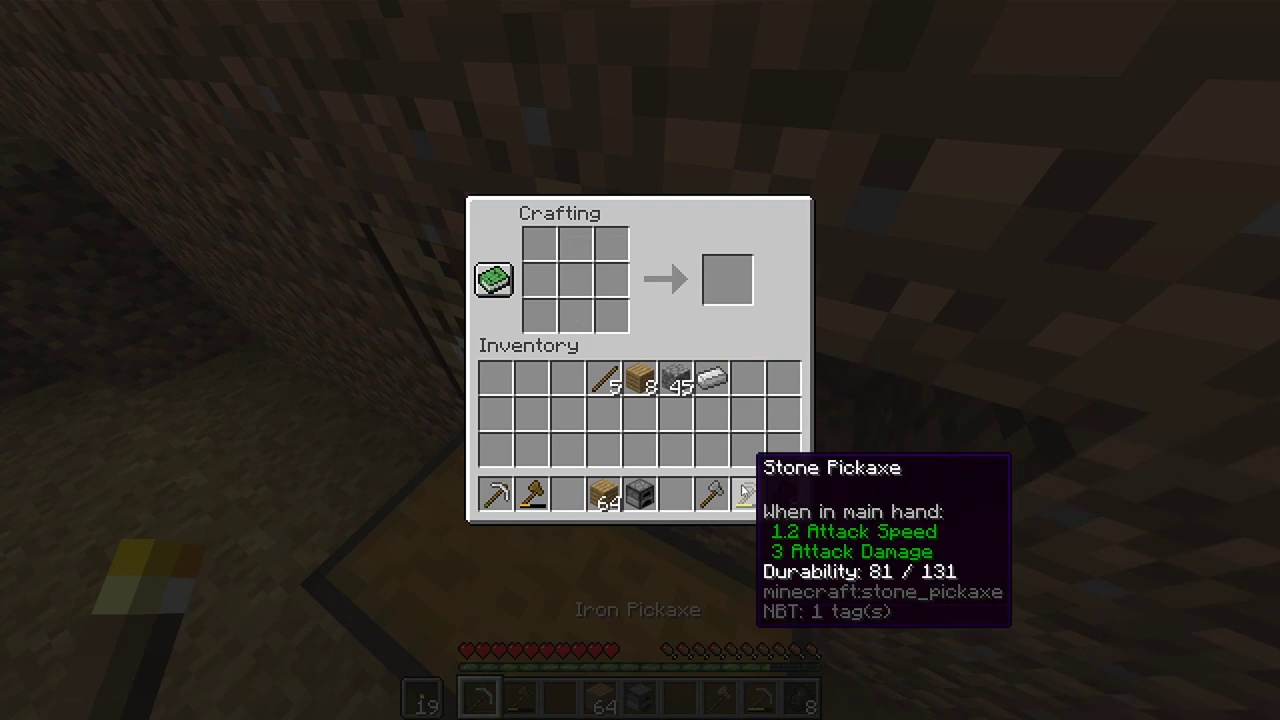 Crafting
Inventory
5
8
45
64
Stone Pickaxe
When in main hand:
1.2 Attack Speed
3 Attack Damage
Durability: 81 / 131
minecraft:stone_pickaxe
NBT: 1 tag(s)
Iron Pickaxe
19
64
8